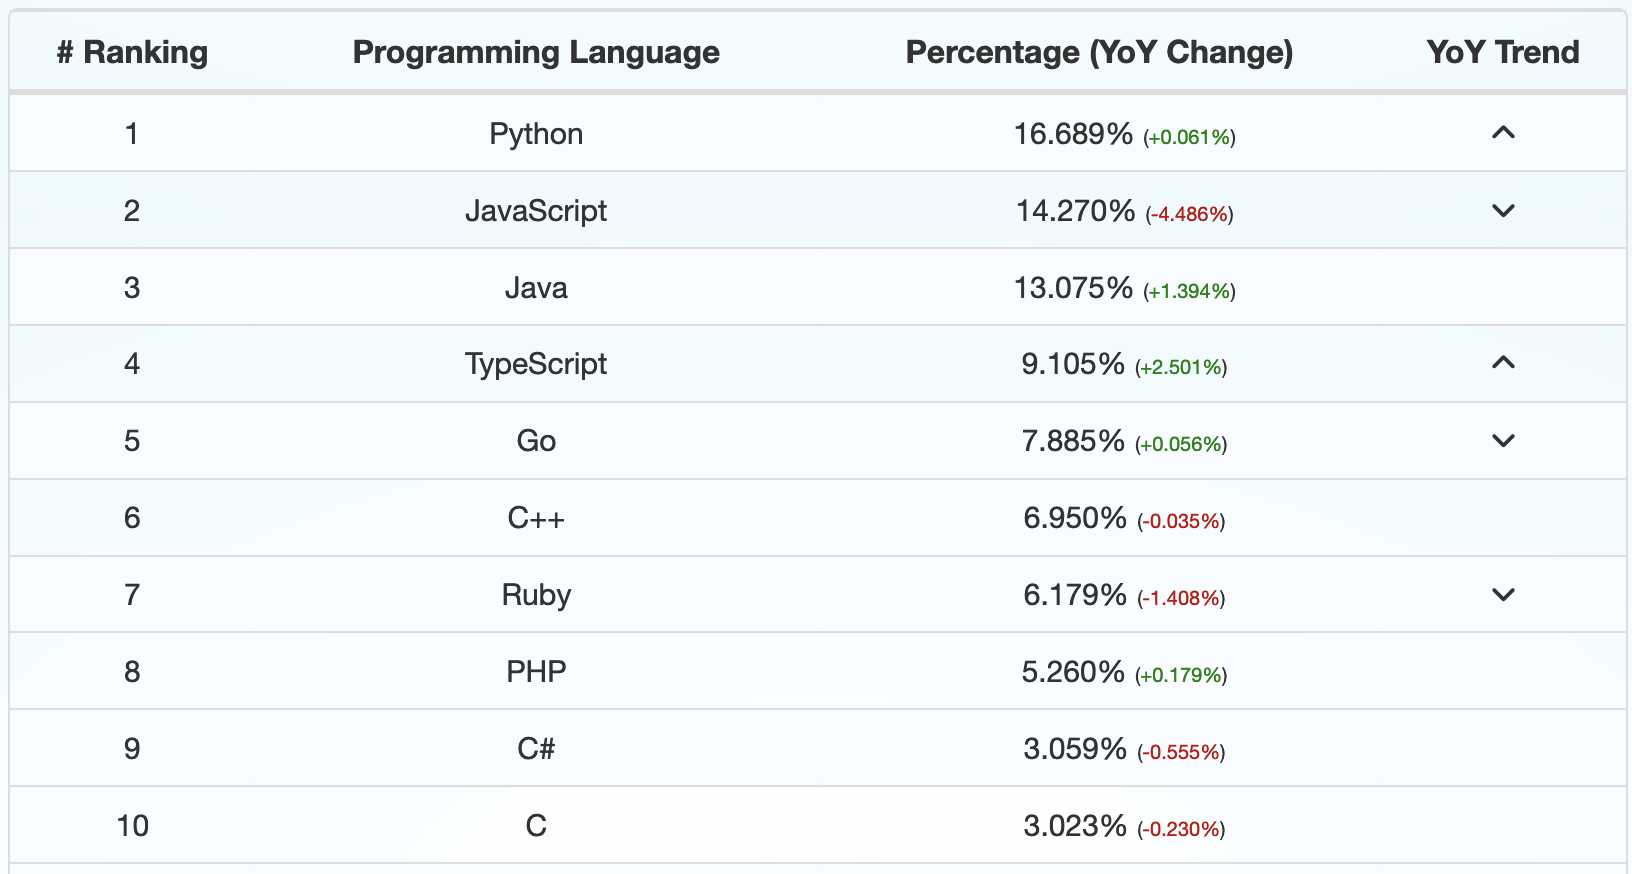 # Ranking Programming Language Percentage (YoY Change) YoY Trend
1 Python 16.689% (+0.061%)
2 JavaScript 14.270% (-4.486%)
3 Java 13.075% (+1.394%)
4 TypeScript 9.105% (+2.501%)
5 Go 7.885% (+0.056%)
6 C++ 6.950% (-0.035%)
7 Ruby 6.179% (-1.408%)
8 PHP 5.260% (+0.179%)
9 C# 3.059% (-0.555%)
10 C 3.023% (-0.230%)